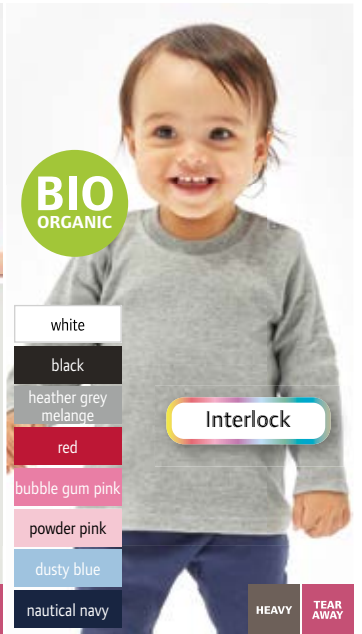 BIO
ORGANIC
white
black
heather grey
melange
red
Interlock
bubble gum pink
powder pink
dusty blue
nautical navy
HEAVY
TEAR
AWAY